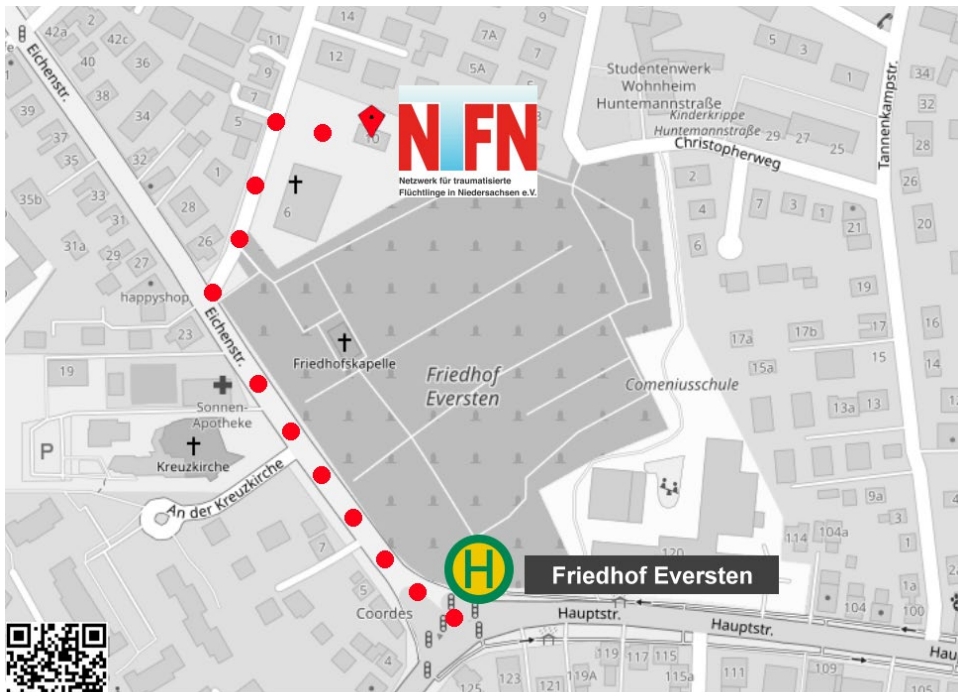 42a
2
42c
40
36
38
34
Eichenstr.
39
37
32
35
35b
33
31
28
31a
29
27
26
14
11
9
12
7A
9
7
5A
5
10
6
NTFN
Netzwerk für traumatisierte
Flüchtlinge in Niedersachsen e.V.
Studentenwerk
Wohnheim
Huntemannstraße
Kinderkrippe
Huntemannstraße
5
3
1
29
27
25
Christopherweg
Tannenkampstr.
34
32
28
26
20
2
4
6
7
3
1
21
19
17
17b
17a
15
15a
16
14
13a
13
happyshop
23
Eichenstr.
19
Sonnen-
Apotheke
P
Kreuzkirche
An der Kreuzkirche
Friedhofskapelle
Friedhof
Eversten
Comeniusschule
7
5
Coordes
4
H
Friedhof Eversten
120
114
104a
9a
3
1a
104
100
Hauptstr.
Hauptstr.
125
123
121
119
117
115
119A
115a
111
109
105